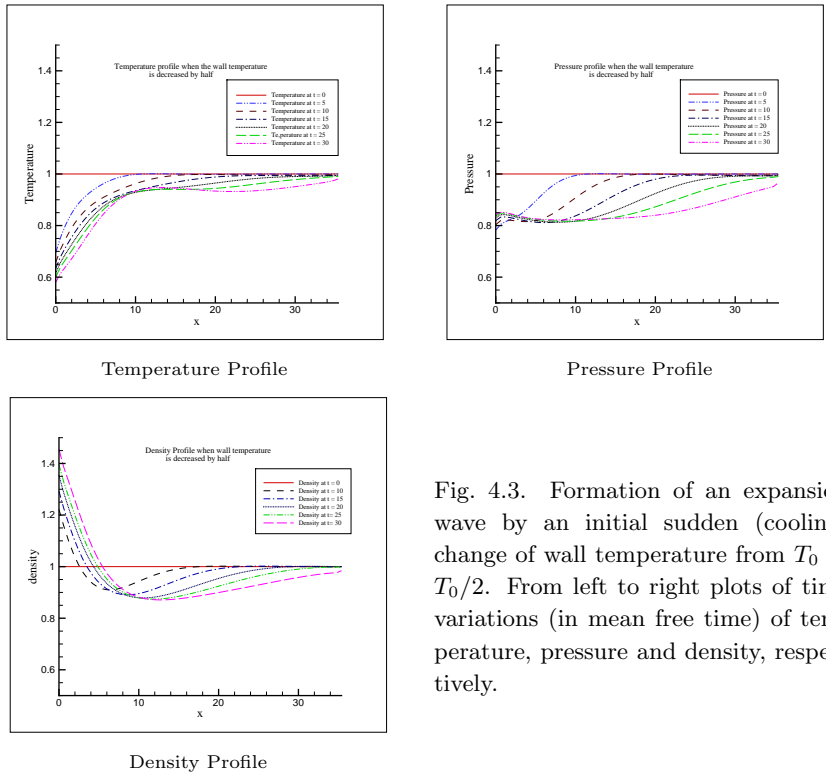 Temperature profile when the wall temperature
is decreased by half
Temperature at t = 0
Temperature at t = 5
Temperature at t = 10
Temperature at t = 15
Temperature at t = 20
Te,perature at t = 25
Temperature at t = 30
Temperature
1.4
1.2
1
0.8
0.6
0
10
20
30
x
Temperature Profile
Pressure profile when the wall temperature
is decreased by half
Pressure at t = 0
Pressure at t = 5
Pressure at t = 10
Pressure at t = 15
Pressure at t = 20
Pressure at t = 25
Pressure at t = 30
Pressure
1.4
1.2
1
0.8
0.6
0
10
20
30
x
Pressure Profile
Density Profile when wall temperature
is decreased by half
Density at t = 0
Density at t = 10
Density at t = 15
Density at t = 20
Density at t= 25
Density at t= 30
density
1.4
1.2
1
0.8
0.6
0
10
20
30
x
Density Profile
Fig. 4.3. Formation of an expansio
wave by an initial sudden (coolin
change of wall temperature from T0
T0/2. From left to right plots of tim
variations (in mean free time) of tem
perature, pressure and density, respe
tively.